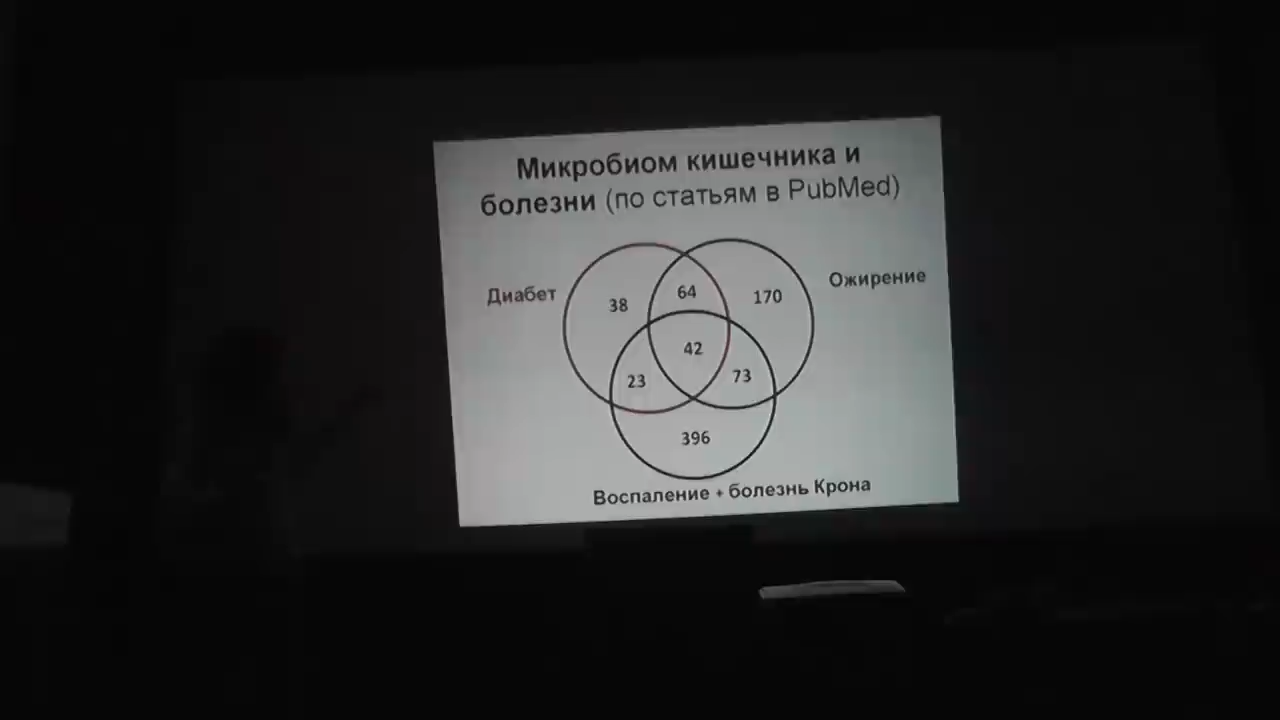 Микробиом кишечника и
болезни (по статьям в PubMed)
Диабет
Ожирение
38
64
170
42
23
73
396
Воспаление + болезнь Крона